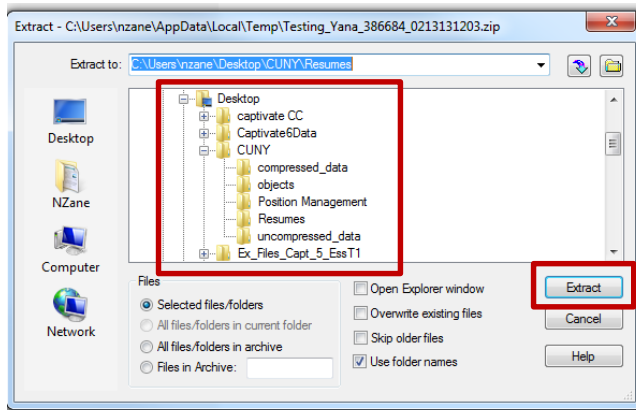 Extract - C:\Users\nzane\AppData\Local\Temp\Testing_Yana_386684_0213131203.zip
Extract to: C:\Users\nzane\Desktop\CUNY\Resumes
Desktop
NZane
Computer
Network
Desktop
captivate CC
Captivate6Data
CUNY
compressed_data
objects
Position Management
Resumes
uncompressed_data
Ex_Files_Capt_5_EssT1
Files
Selected files/folders
All files/folders in current folder
All files/folders in archive
Files in Archive:
Open Explorer window
Overwrite existing files
Skip older files
Use folder names
Extract
Cancel
Help